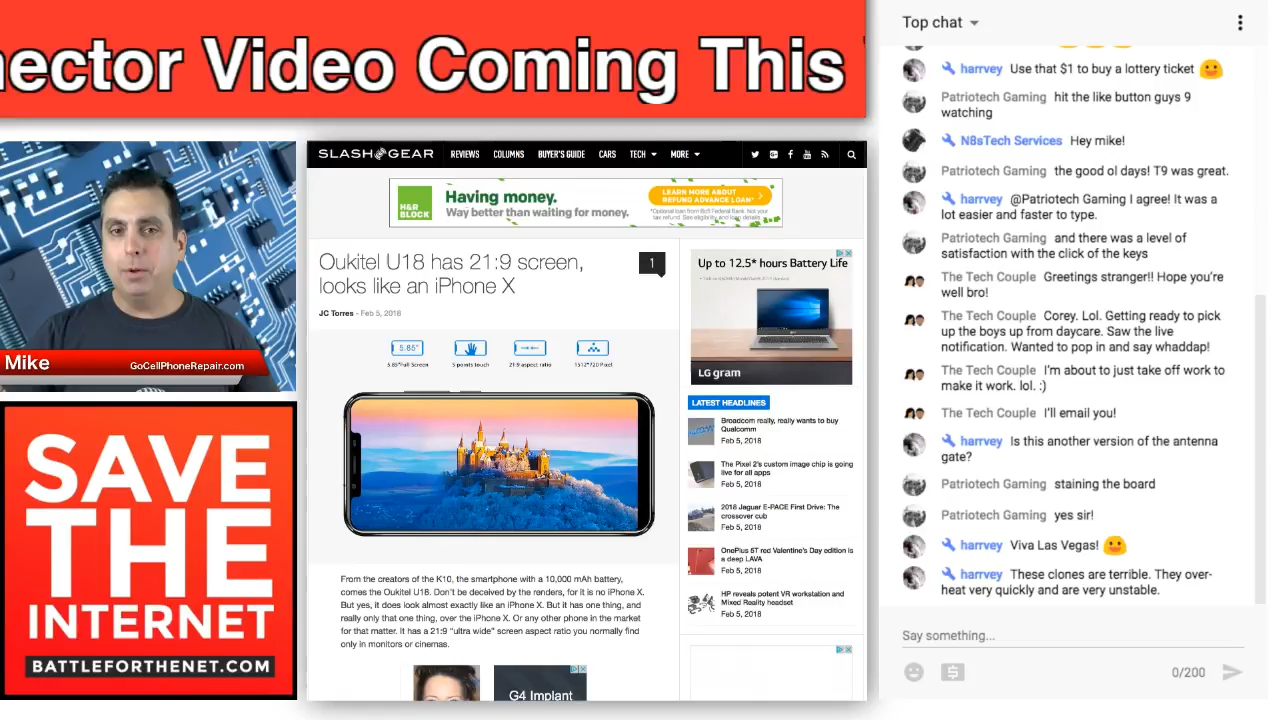 nector Video Coming This
Mike
GoCellPhoneRepair.com
SAVE
THE
INTERNET
BATTLEFORTHENET.COM
SLASHGEAR
REVIEWS
COLUMNS
BUYER'S GUIDE
CARS
TECH
MORE
H&R
BLOCK
Having money.
Way better than waiting for money.
LEARN MORE ABOUT
REFUND ADVANCE LOAN*
Oukitel U18 has 21:9 screen,
looks like an iPhone X
1
JC Torres - Feb 5, 2018
5.85"
5.85"Full Screen
5 points touch
21:9 aspect ratio
1512*720 Pixel
From the creators of the K10, the smartphone with a 10,000 mAh battery,
comes the Oukitel U18. Don't be deceived by the renders, for it is no iPhone X.
But yes, it does look almost exactly like an iPhone X. But it has one thing, and
really only that one thing, over the iPhone X. Or any other phone in the market
for that matter. It has a 21:9 "ultra wide" screen aspect ratio you normally find
only in monitors or cinemas.
G4 Implant
Up to 12.5* hours Battery Life
LG gram
LATEST HEADLINES
Broadcom really, really wants to buy
Qualcomm
Feb 5, 2018
The Pixel 2's custom image chip is going
live for all apps
Feb 5, 2018
2018 Jaguar E-PACE First Drive: The
crossover cub
Feb 5, 2018
OnePlus 5T red Valentine's Day edition is
a deep LAVA
Feb 5, 2018
HP reveals potent VR workstation and
Mixed Reality headset
Feb 5, 2018
Top chat
harrvey Use that $1 to buy a lottery ticket
Patriotech Gaming hit the like button guys 9
watching
N8sTech Services Hey mike!
Patriotech Gaming the good ol days! T9 was great.
harrvey @Patriotech Gaming I agree! It was a
lot easier and faster to type.
Patriotech Gaming and there was a level of
satisfaction with the click of the keys
The Tech Couple Greetings stranger!! Hope you're
well bro!
The Tech Couple Corey. Lol. Getting ready to pick
up the boys up from daycare. Saw the live
notification. Wanted to pop in and say whaddap!
The Tech Couple I'm about to just take off work to
make it work. lol. :)
The Tech Couple I'll email you!
harrvey Is this another version of the antenna
gate?
Patriotech Gaming staining the board
Patriotech Gaming yes sir!
harrvey Viva Las Vegas!
harrvey These clones are terrible. They over-
heat very quickly and are very unstable.
Say something...
0/200